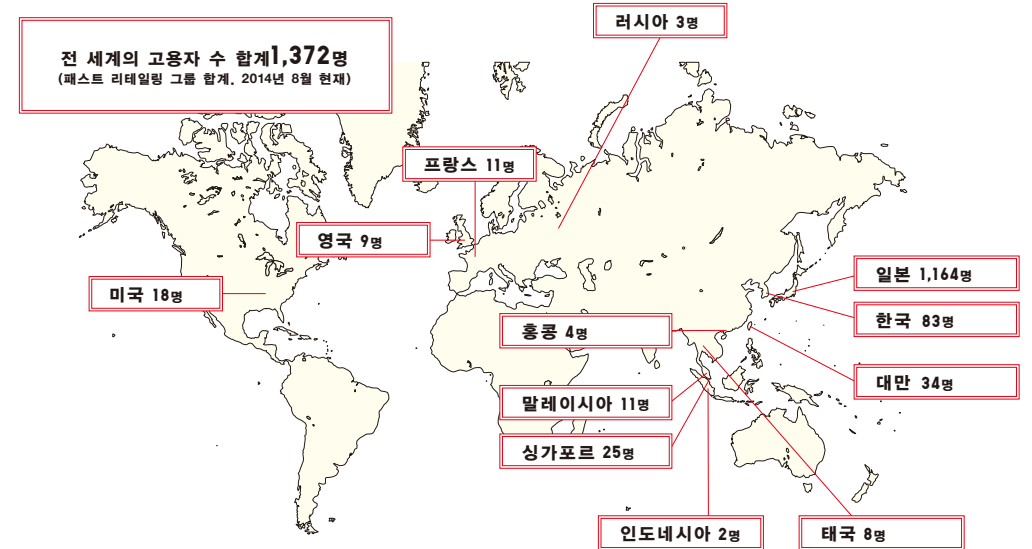 전 세계의 고용자 수 합계1,372명
(패스트 리테일링 그룹 합계. 2014년 8월 현재)
러시아 3명
프랑스 11명
영국 9명
미국 18명
일본 1,164명
한국 83명
홍콩 4명
대만 34명
말레이시아 11명
싱가포르 25명
인도네시아 2명
태국 8명